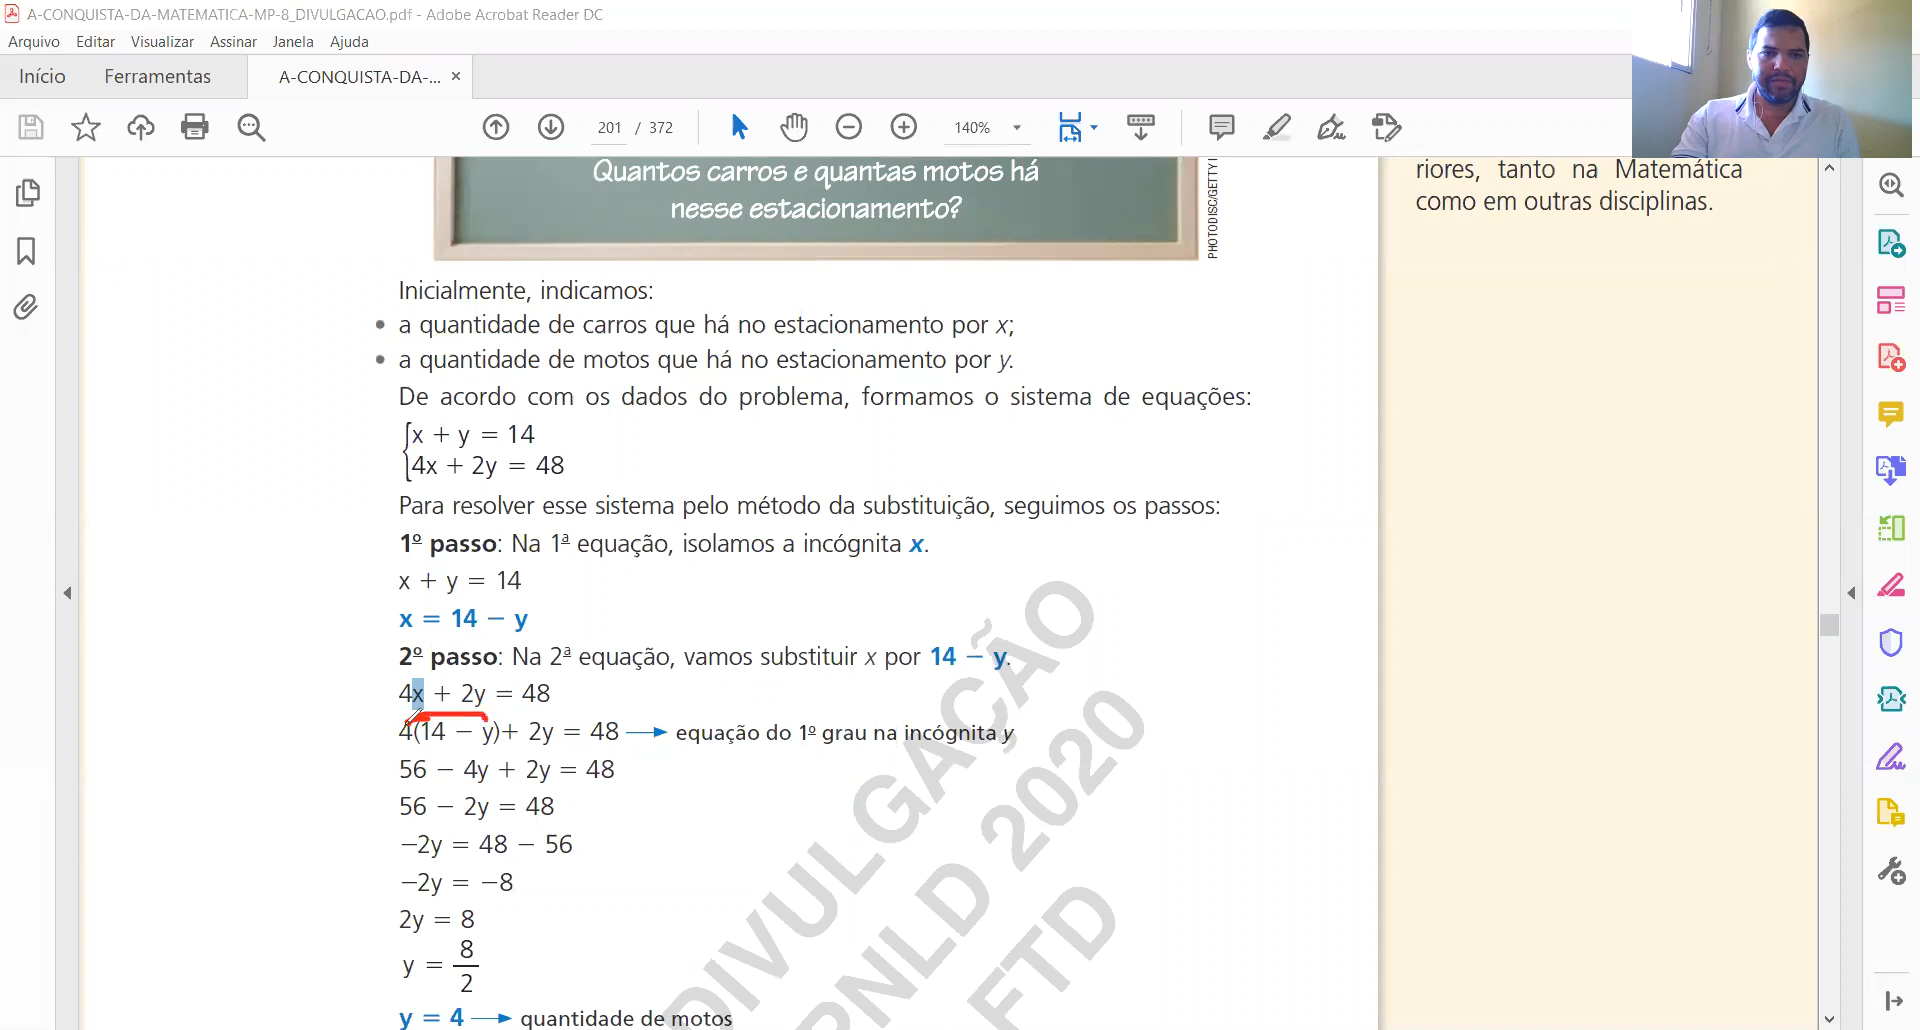 A-CONQUISTA-DA-MATEMATICA-MP-8_DIVULGACAO.pdf - Adobe Acrobat Reader DC
Arquivo Editar Visualizar Assinar Janela Ajuda
Início Ferramentas A-CONQUISTA-DA-... ×
201 / 372 140%
Quantos carros e quantas motos há
nesse estacionamento?
PHOTODISC/GETTY
riores, tanto na Matemática
como em outras disciplinas.
Inicialmente, indicamos:
• a quantidade de carros que há no estacionamento por x;
• a quantidade de motos que há no estacionamento por y.
De acordo com os dados do problema, formamos o sistema de equações:
x + y = 14
4x + 2y = 48
Para resolver esse sistema pelo método da substituição, seguimos os passos:
1º passo: Na 1ª equação, isolamos a incógnita x.
x + y = 14
x = 14 − y
2º passo: Na 2ª equação, vamos substituir x por 14 − y.
4x + 2y = 48
4(14 − y)+ 2y = 48 → equação do 1º grau na incógnita y
56 − 4y + 2y = 48
56 − 2y = 48
−2y = 48 − 56
−2y = −8
2y = 8
y = 8/2
y = 4 → quantidade de motos
DIVULGAÇÃO
PNLD 2020
FTD